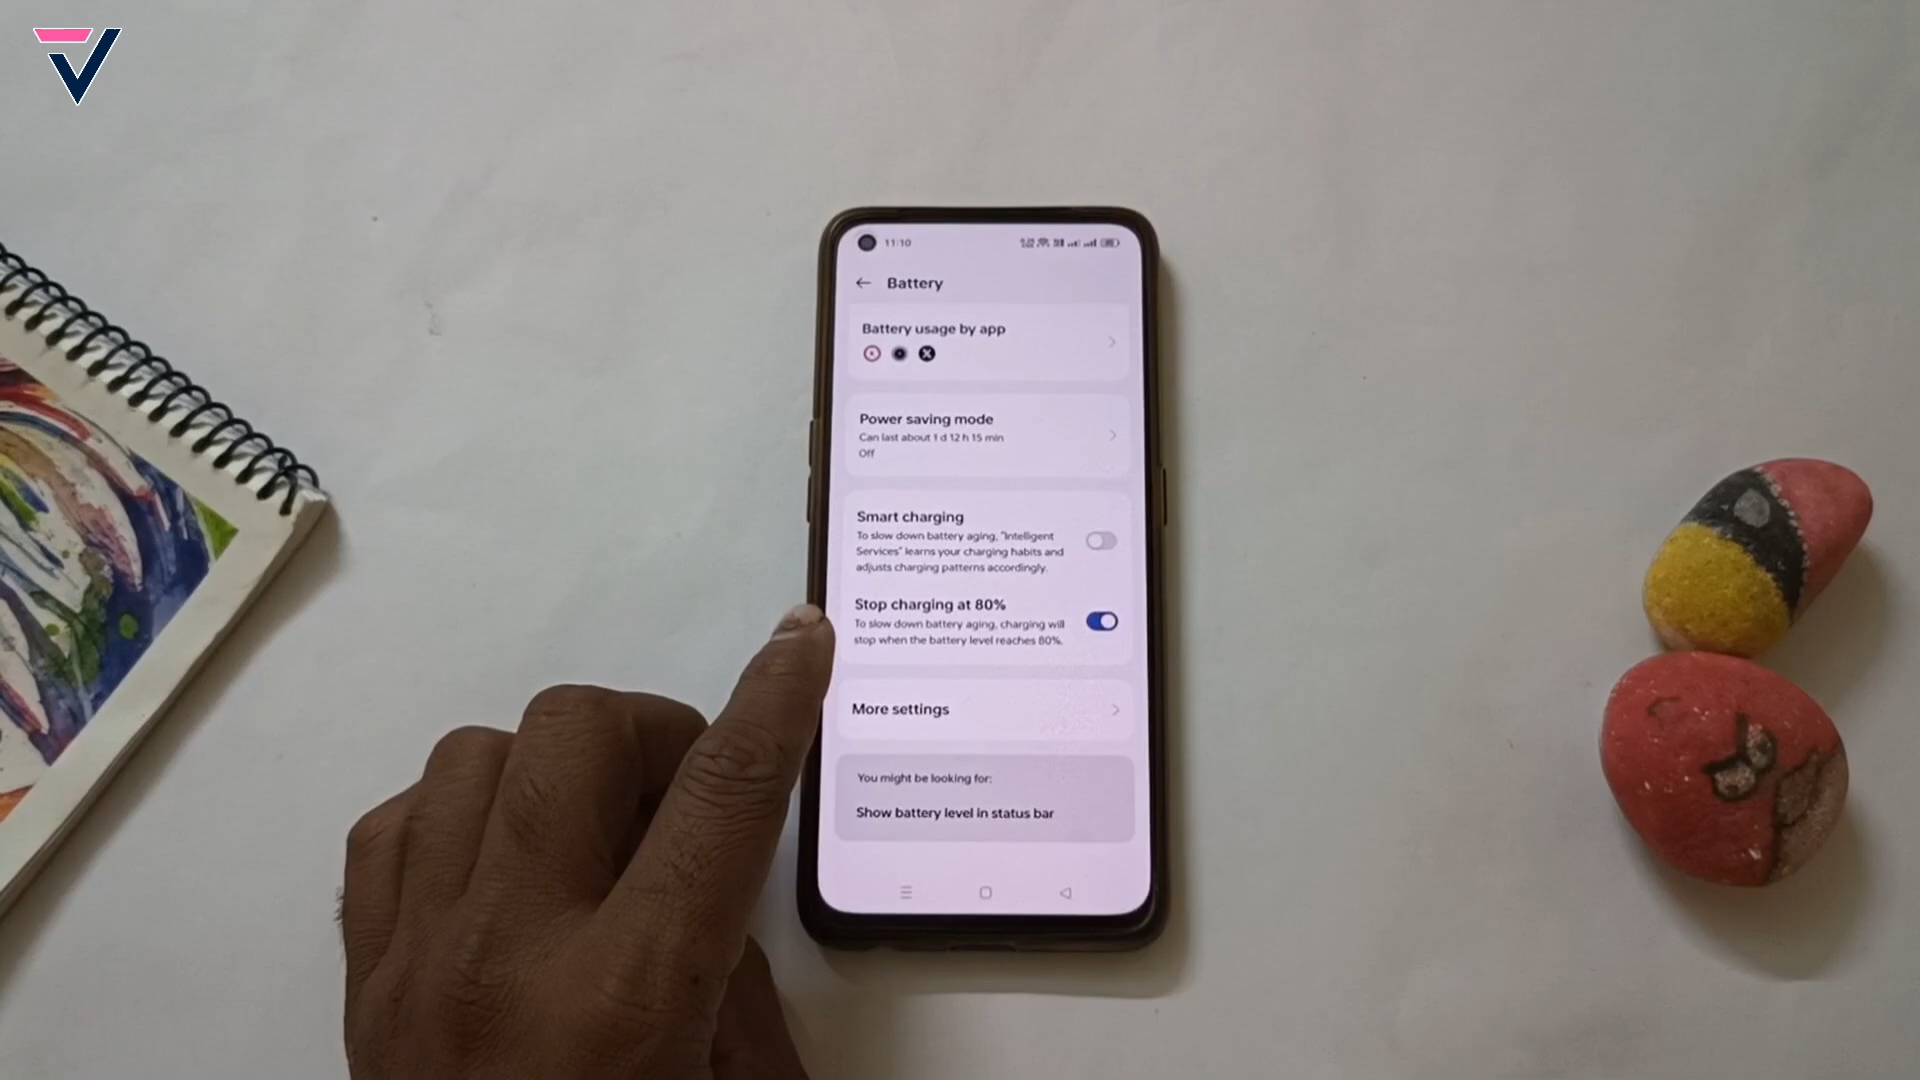 11:10
Battery
Battery usage by app
Power saving mode
Can last about 1 d 12 h 15 min
Off
Smart charging
To slow down battery aging, "Intelligent
Services" learns your charging habits and
adjusts charging patterns accordingly.
Stop charging at 80%
To slow down battery aging, charging will
stop when the battery level reaches 80%.
More settings
You might be looking for:
Show battery level in status bar